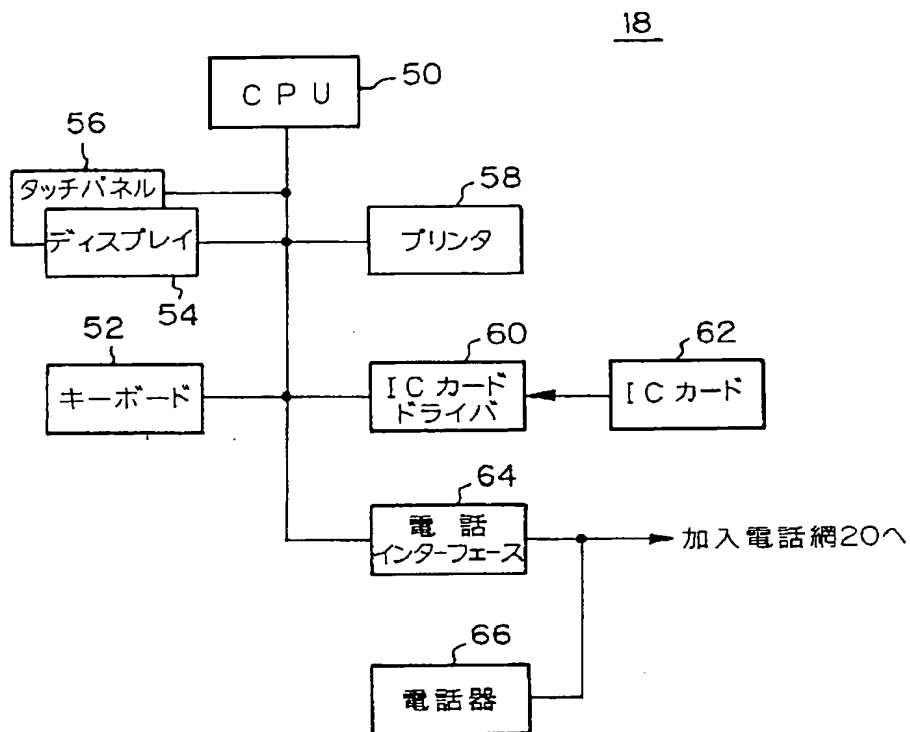 18
50
CPU
56
タッチパネル
58
ディスプレイ
プリンタ
54
52
60
62
キーボード
ICカード
ドライバ
ICカード
64
電話
インターフェース
加入電話網20へ
66
電話器